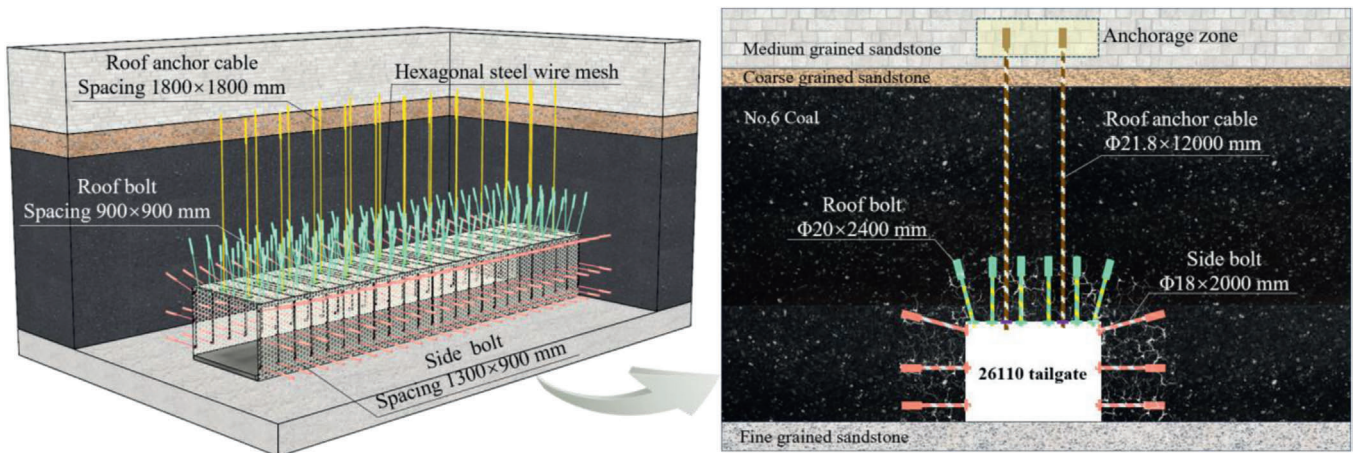 Roof anchor cable
Spacing 1800×1800 mm
Hexagonal steel wire mesh
Roof bolt
Spacing 900×900 mm
Side bolt
Spacing 1300×900 mm
Medium grained sandstone
Anchorage zone
Coarse grained sandstone
No.6 Coal
Roof anchor cable
Φ21.8×12000 mm
Roof bolt
Φ20×2400 mm
Side bolt
Φ18×2000 mm
26110 tailgate
Fine grained sandstone